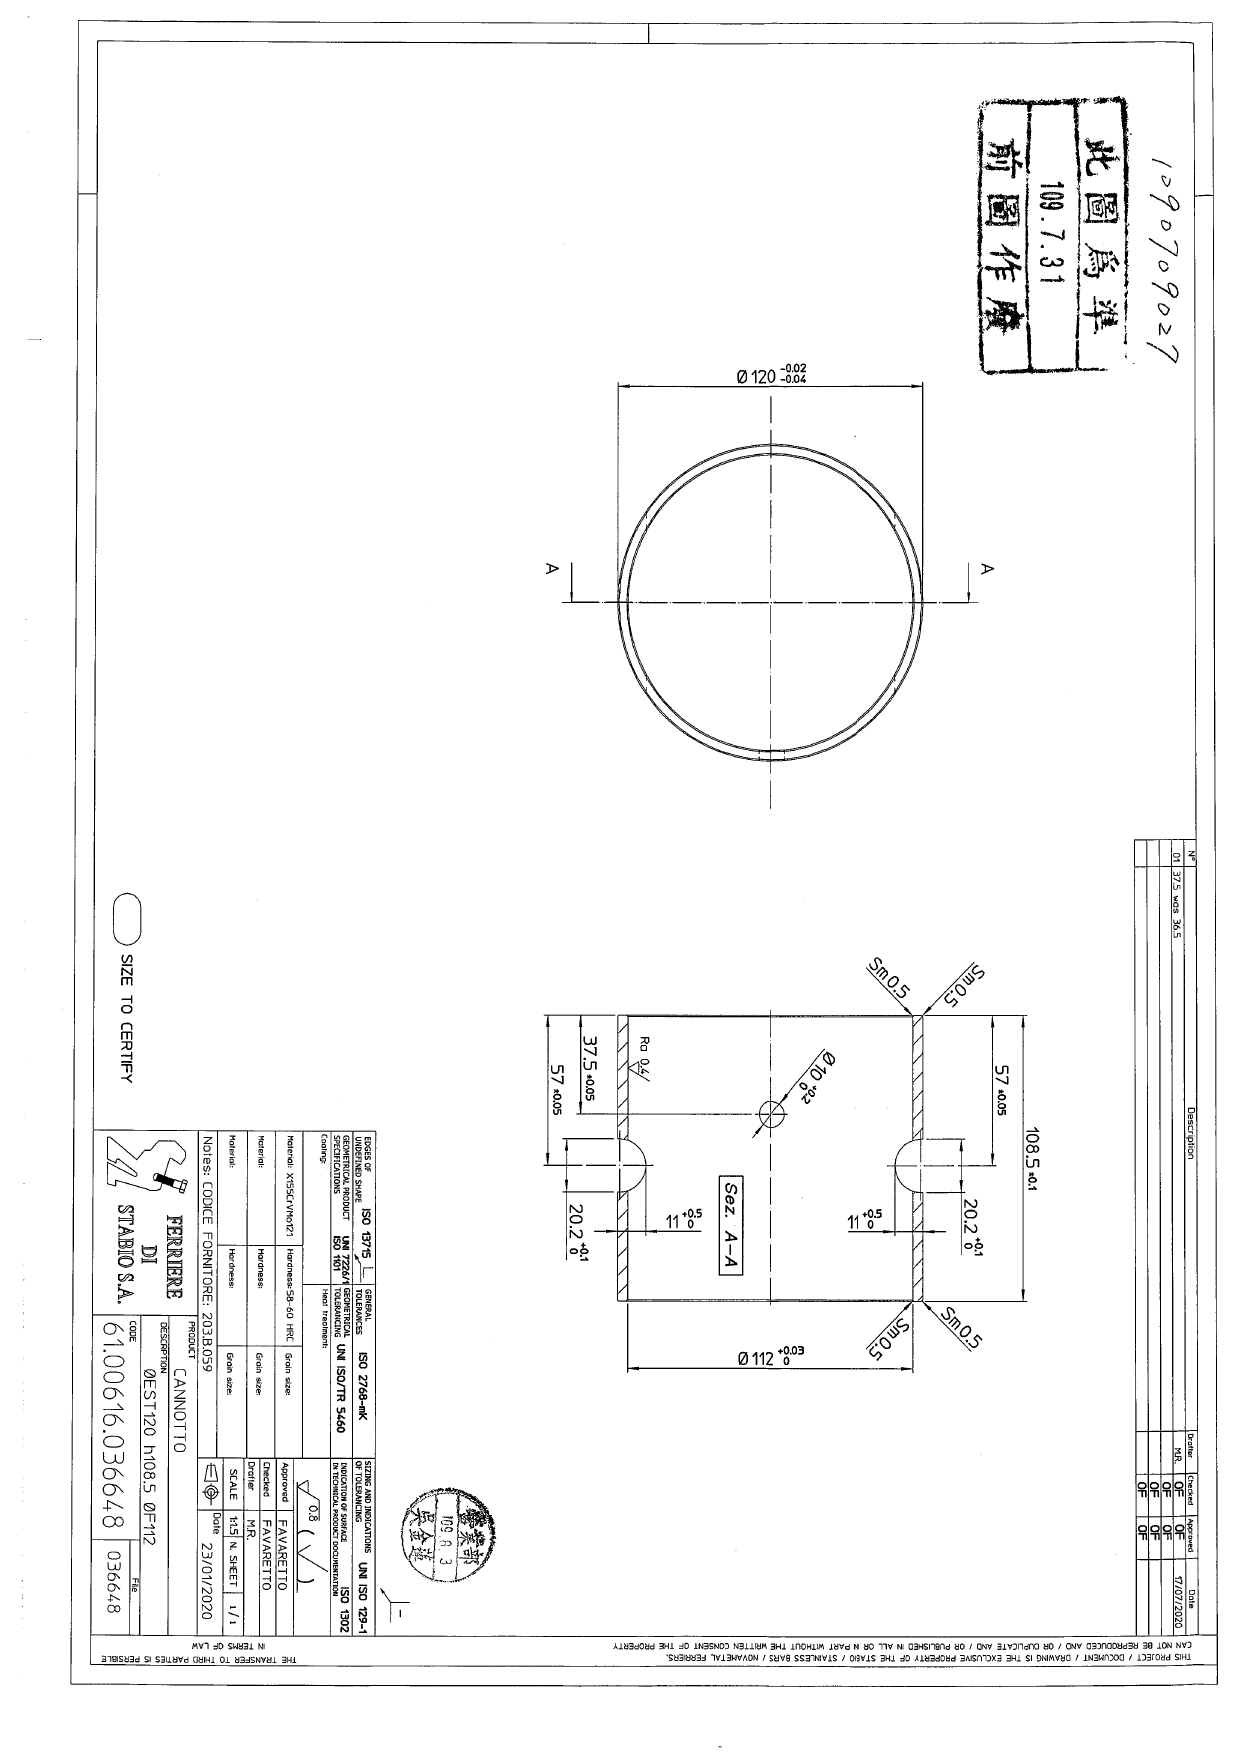 109070902７
此圖為準
109.7.31
前圖作廢
N° Description Drafter Checked Approved Date
01 37.5 was 36.5 M.R. OF OF 17/07/2020
OF OF
OF OF
OF OF
Ø120 -0.02 -0.04
A
A
Sm0.5
Sm0.5
108.5 ±0.1
57 ±0.05
20.2 +0.1 0
11 +0.5 0
Ø10 +0.2 0
Sez. A-A
Ra 0.4
37.5 ±0.05
57 ±0.05
20.2 +0.1 0
11 +0.5 0
Sm0.5
Sm0.5
Ø112 +0.03 0
SIZE TO CERTIFY
營業部
109.8.3
EDGES OF UNDEFINED SHAPE ISO 13715
GENERAL TOLERANCES ISO 2768-mK
SIZING AND INDICATIONS OF TOLERANCING UNI ISO 129-1
GEOMETRICAL PRODUCT SPECIFICATIONS UNI 7226/1 ISO 1101
GEOMETRICAL TOLERANCING UNI ISO/TR 5460
INDICATION OF SURFACE IN TECHNICAL PRODUCT DOCUMENTATION ISO 1302
Coating:
Heat treatment:
0.8
Material: X155CrVMo121 Hardness: 58-60 HRC Grain size:
Material: Hardness: Grain size:
Material: Hardness: Grain size:
Approved FAVARETTO
Checked FAVARETTO
Drafter M.R.
SCALE 1:1.5 N. SHEET 1/1
Notes: CODICE FORNITORE: 203.B.059
Date 23/01/2020
FERRIERE
DI
STABIO S.A.
PRODUCT CANNOTTO
DESCRIPTION ØEST120 h108.5 ØF112
CODE 61.00616.036648
File 036648
THIS PROJECT / DOCUMENT / DRAWING IS THE EXCLUSIVE PROPERTY OF THE STABIO / STAINLESS BARS / NOVAMETAL FERRIERS.
CAN NOT BE REPRODUCED AND / OR DUPLICATE AND / OR PUBLISHED IN ALL OR N PART WITHOUT THE WRITTEN CONSENT OF THE PROPERTY
THE TRANSFER TO THIRD PARTIES IS PERSIBLE
IN TERMS OF LAW